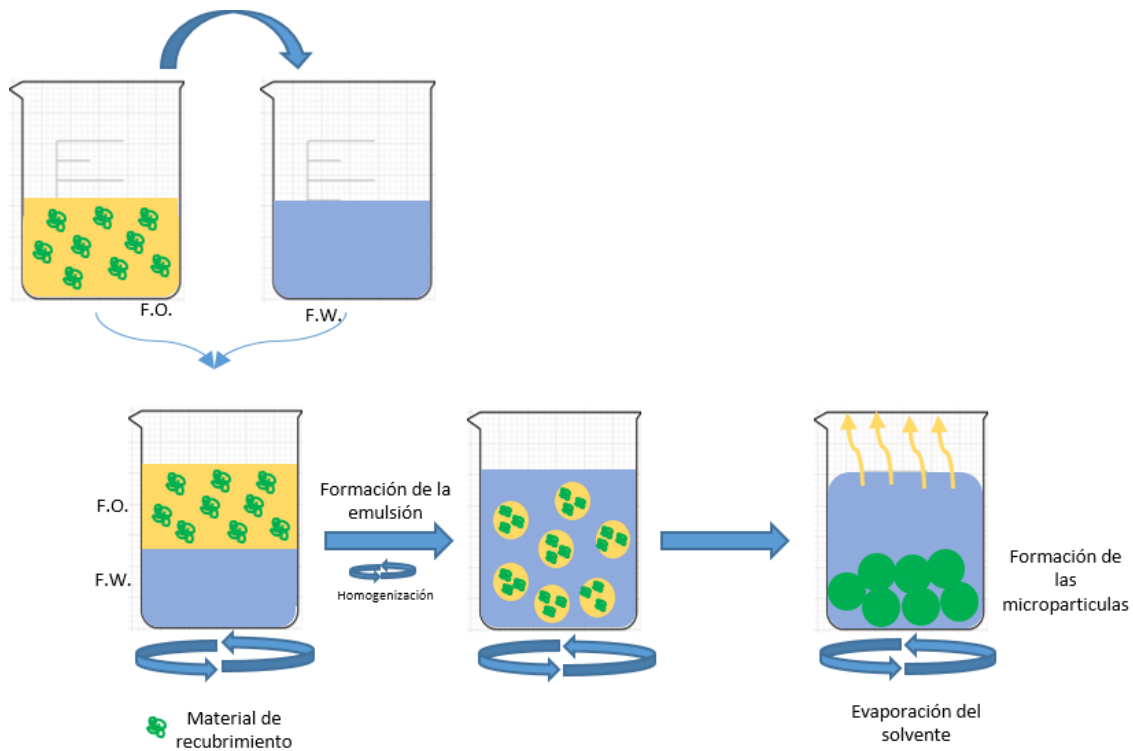 F.O.
F.W.
F.O.
F.W.
Formación de la
emulsión
Homogenización
Formación de
las
microparticulas
Material de
recubrimiento
Evaporación del
solvente